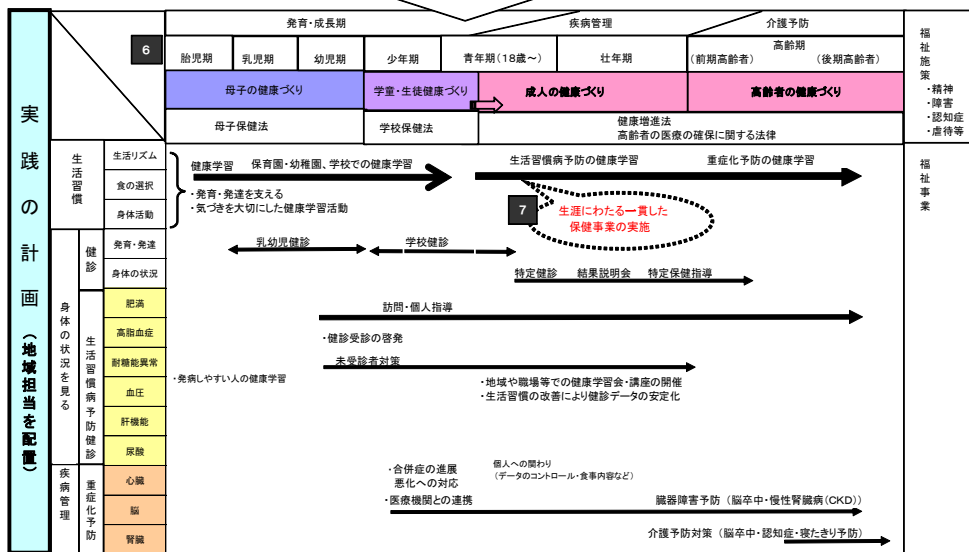 発育・成長期
疾病管理
介護予防
6
胎児期
乳児期
幼児期
少年期
青年期(18歳～)
壮年期
高齢期
(前期高齢者)
(後期高齢者)
母子の健康づくり
学童・生徒健康づくり
成人の健康づくり
高齢者の健康づくり
母子保健法
学校保健法
健康増進法
高齢者の医療の確保に関する法律
福祉施策
・精神
・障害
・認知症
・虐待等
福祉事業
実践の計画(地域担当を配置)
生活習慣
生活リズム
食の選択
身体活動
健康学習
保育園・幼稚園、学校での健康学習
・発育・発達を支える
・気づきを大切にした健康学習活動
生活習慣病予防の健康学習
重症化予防の健康学習
7
生涯にわたる一貫した
保健事業の実施
身体の状況を見る
健診
発育・発達
身体の状況
乳幼児健診
学校健診
特定健診
結果説明会
特定保健指導
生活習慣病予防健診
肥満
高脂血症
耐糖能異常
血圧
肝機能
尿酸
訪問・個人指導
・健診受診の啓発
未受診者対策
・発病しやすい人の健康学習
・地域や職場等での健康学習会・講座の開催
・生活習慣の改善により健診データの安定化
疾病管理
重症化予防
心臓
脳
腎臓
・合併症の進展
悪化への対応
・医療機関との連携
個人への関わり
(データのコントロール・食事内容など)
臓器障害予防(脳卒中・慢性腎臓病(CKD))
介護予防対策(脳卒中・認知症・寝たきり予防)